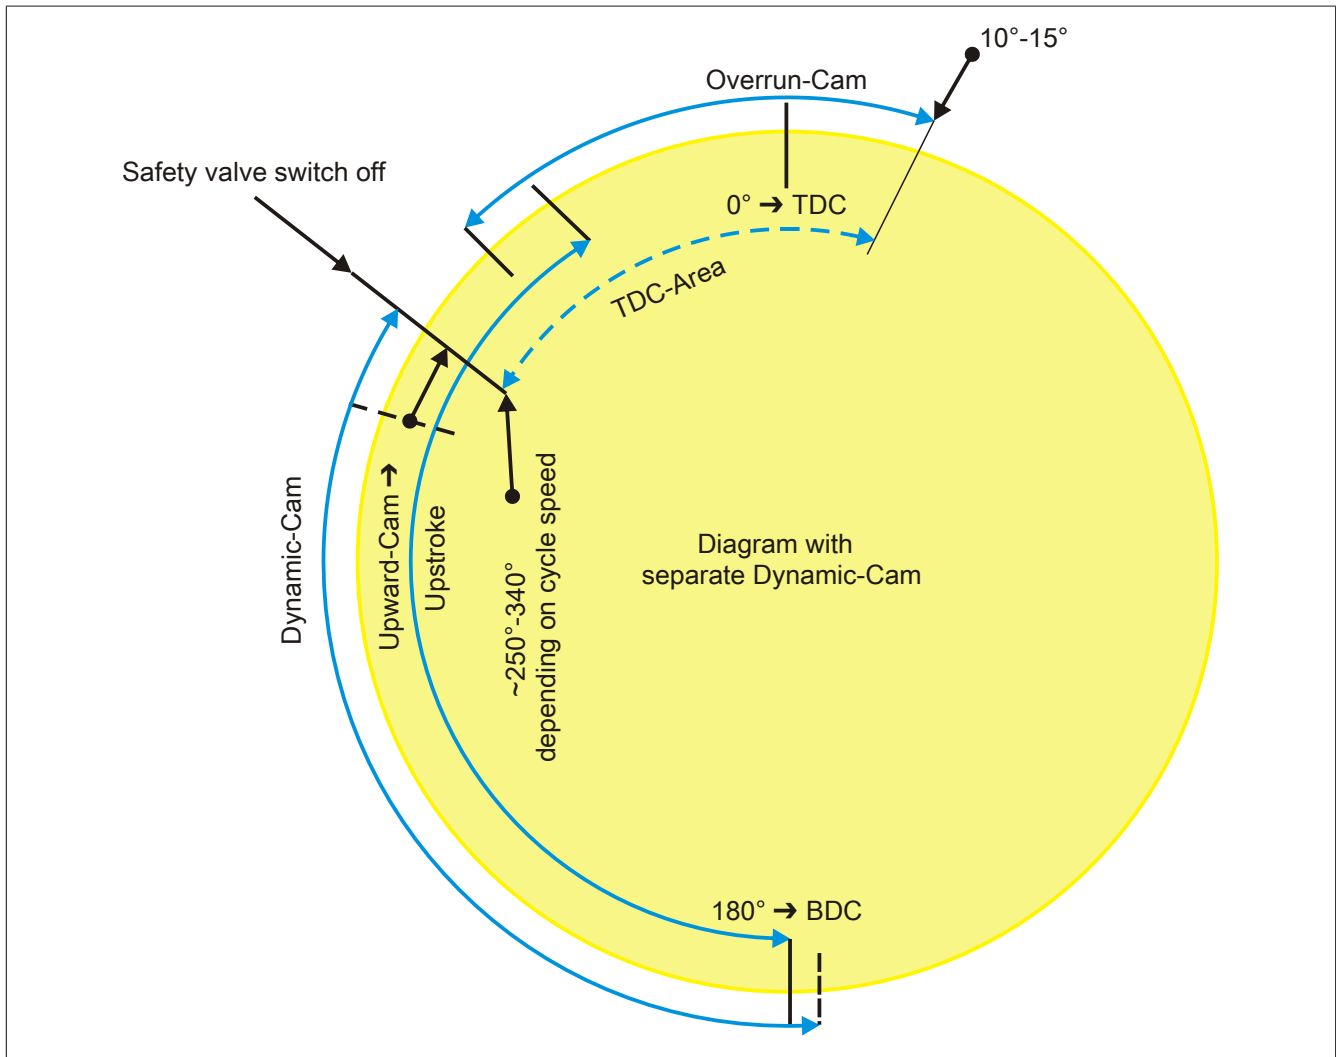 10°-15°
Overrun-Cam
Safety valve switch off
0° ➔ TDC
TDC-Area
Dynamic-Cam
Upward-Cam ➔
Upstroke
~250°-340°
depending on cycle speed
Diagram with
separate Dynamic-Cam
180° ➔ BDC